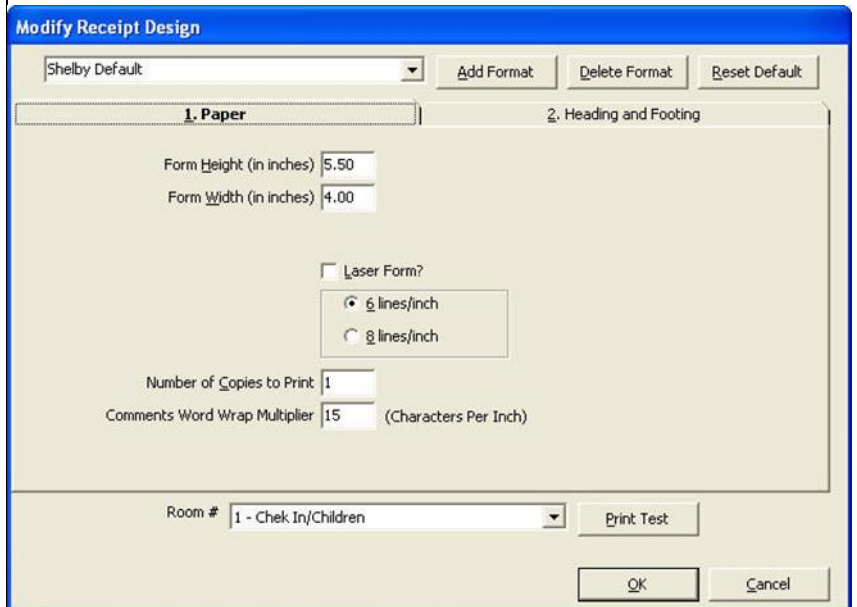 Modify Receipt Design
Shelby Default Add Format Delete Format Reset Default
1. Paper 2. Heading and Footing
Form Height (in inches) 5.50
Form Width (in inches) 4.00
Laser Form?
6 lines/inch
8 lines/inch
Number of Copies to Print 1
Comments Word Wrap Multiplier 15 (Characters Per Inch)
Room # 1 - Chek In/Children Print Test
OK Cancel